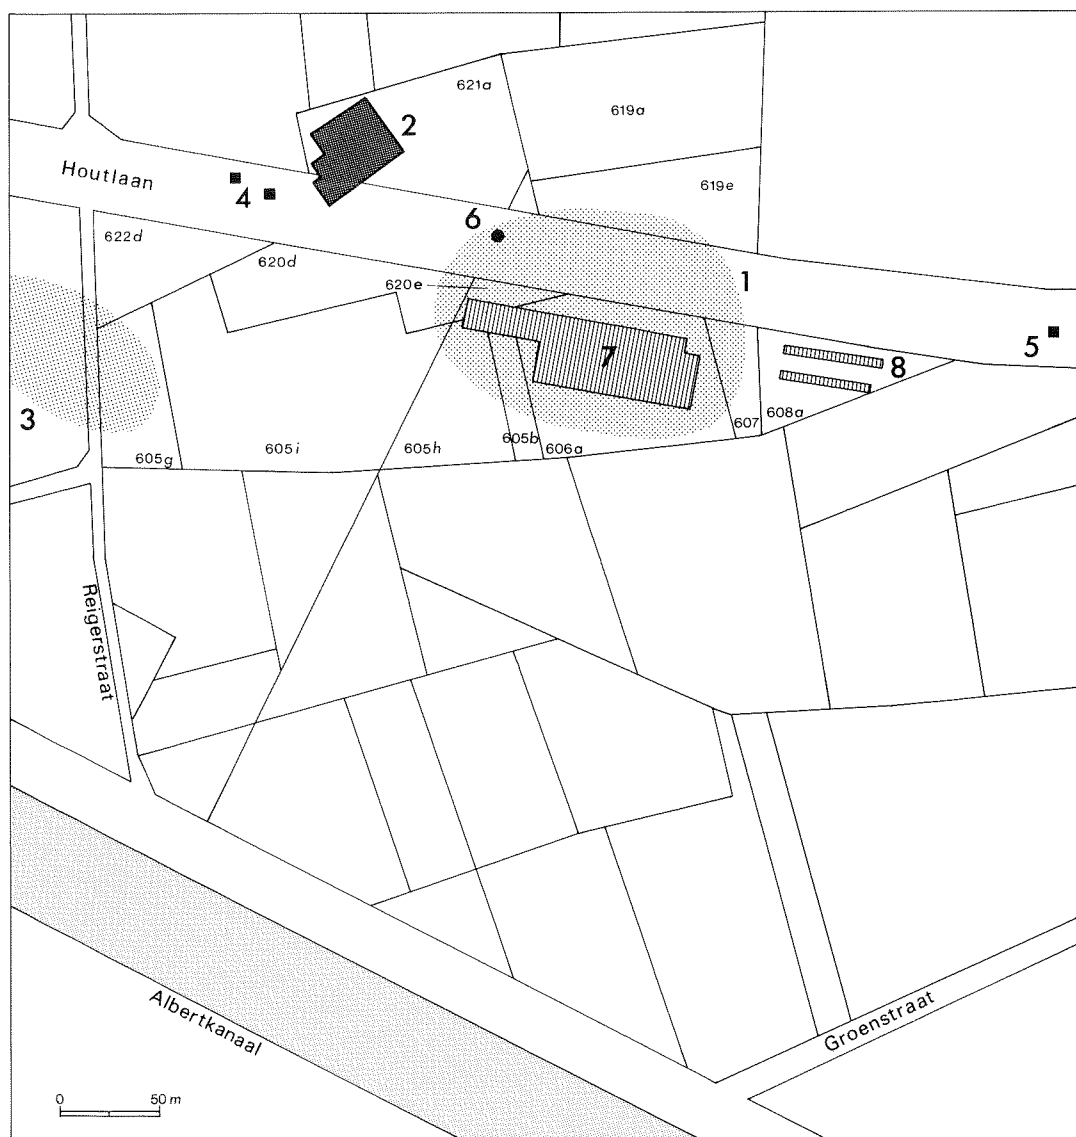 621a
2
619a
Houtlaan
4
619e
6
622d
620d
620e
1
5
7
8
3
605g
605i
605h
605b
606a
607
608a
Reigerstraat
Albertkanaal
Groenstraat
0 50 m